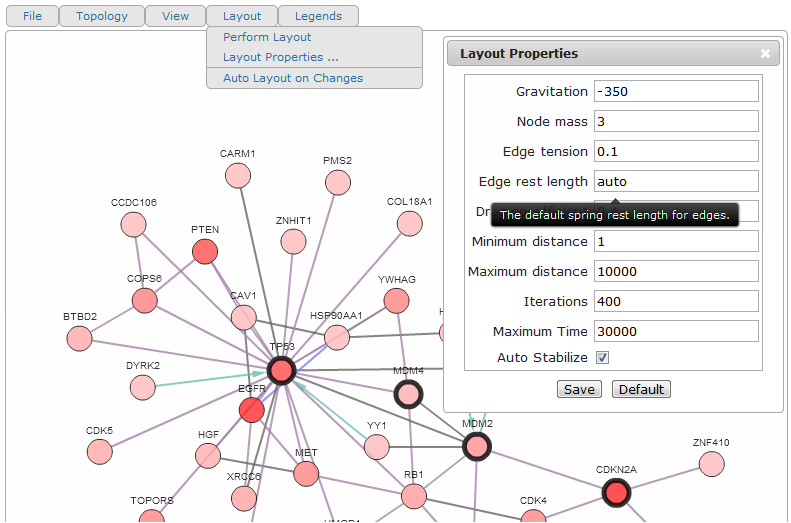 File
Topology
View
Layout
Legends
Perform Layout
Layout Properties ...
Auto Layout on Changes
Layout Properties
Gravitation -350
Node mass 3
Edge tension 0.1
Edge rest length auto
The default spring rest length for edges.
Minimum distance 1
Maximum distance 10000
Iterations 400
Maximum Time 30000
Auto Stabilize
Save
Default
CARM1
PMS2
CCDC106
COL18A1
PTEN
ZNHIT1
COPS6
YWHAG
CAV1
BTBD2
HSP90AA1
TP53
DYRK2
MDM4
EGFR
CDK5
YY1
MDM2
HGF
ZNF410
MET
XRCC6
RB1
CDKN2A
TOPORS
CDK4